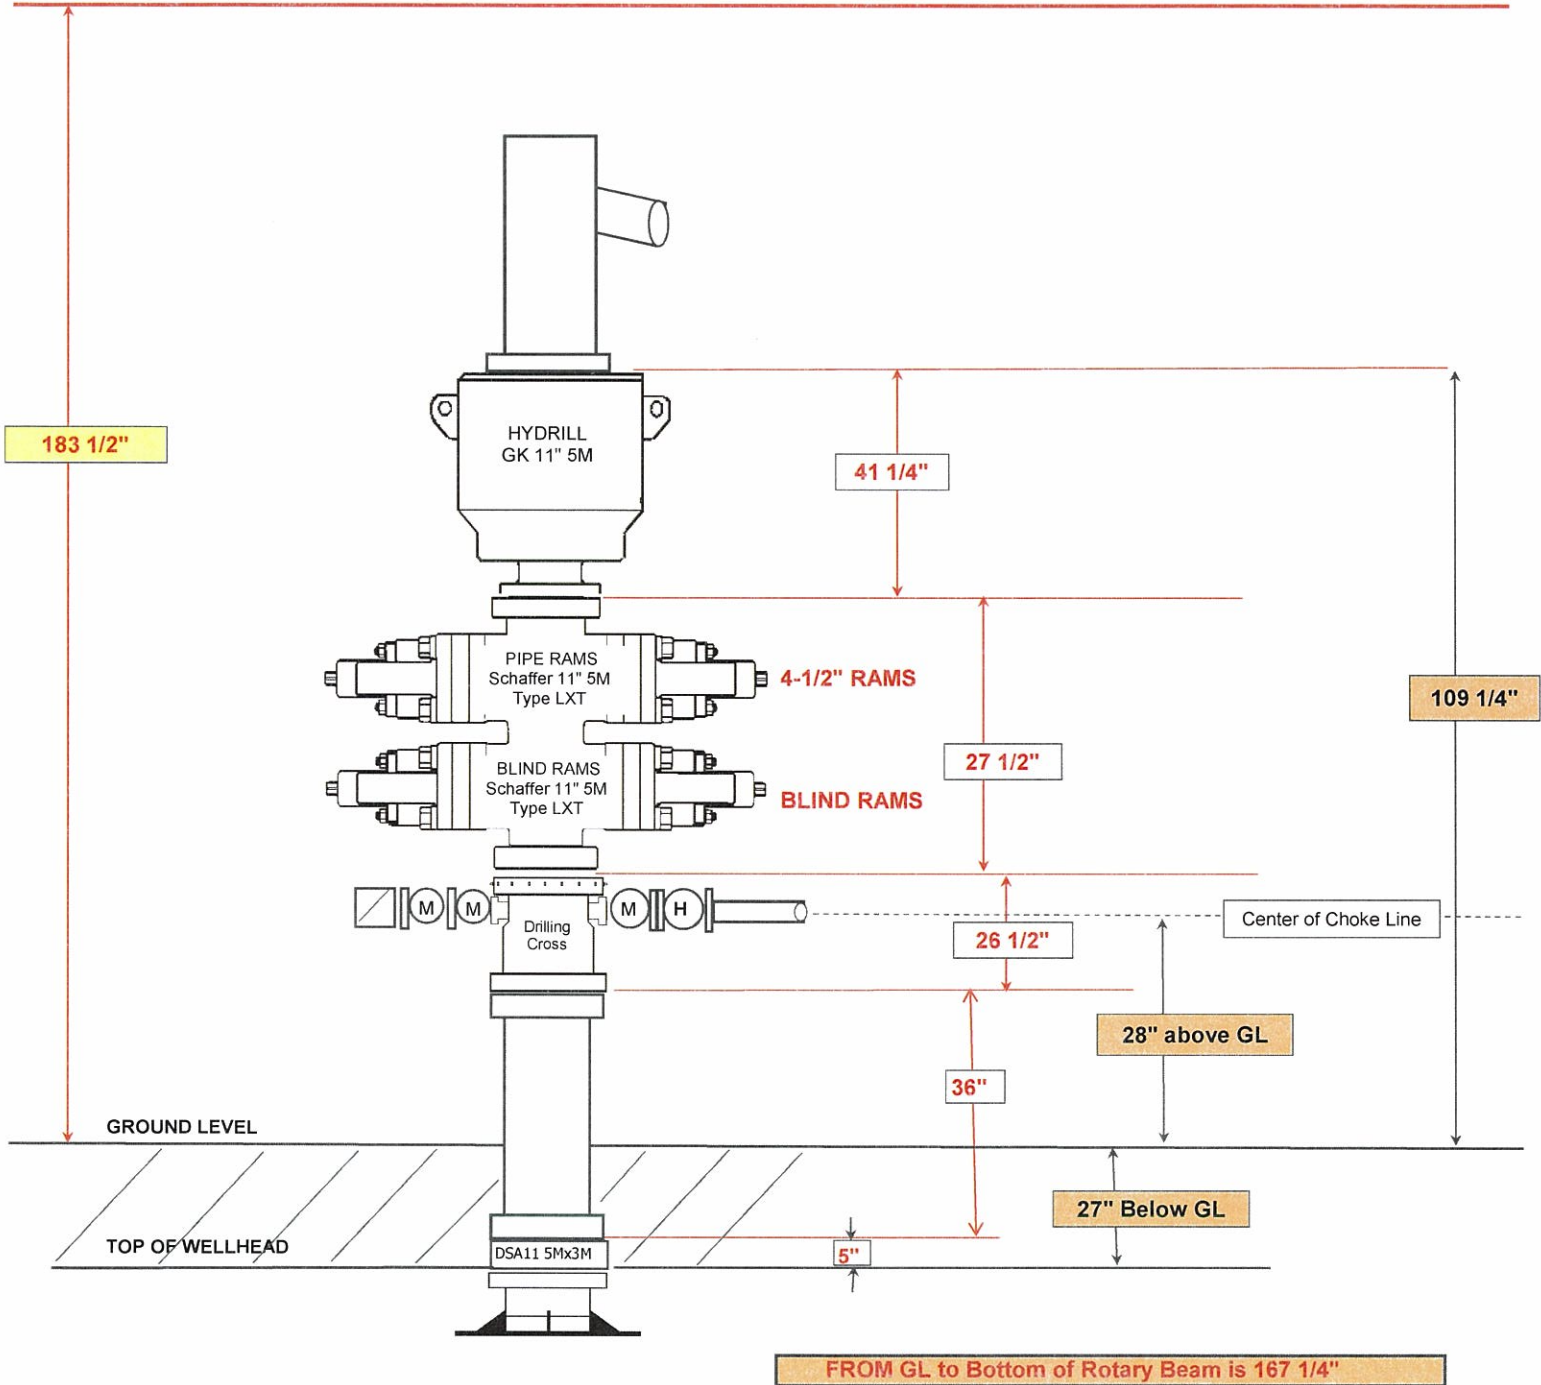 HYDRILL
GK 11" 5M
183 1/2"
41 1/4"
PIPE RAMS
Schaffer 11" 5M
Type LXT
4-1/2" RAMS
109 1/4"
27 1/2"
BLIND RAMS
Schaffer 11" 5M
Type LXT
BLIND RAMS
M
M
M
H
Drilling
Cross
Center of Choke Line
26 1/2"
28" above GL
36"
GROUND LEVEL
27" Below GL
TOP OF WELLHEAD
DSA11 5Mx3M
5"
FROM GL to Bottom of Rotary Beam is 167 1/4"